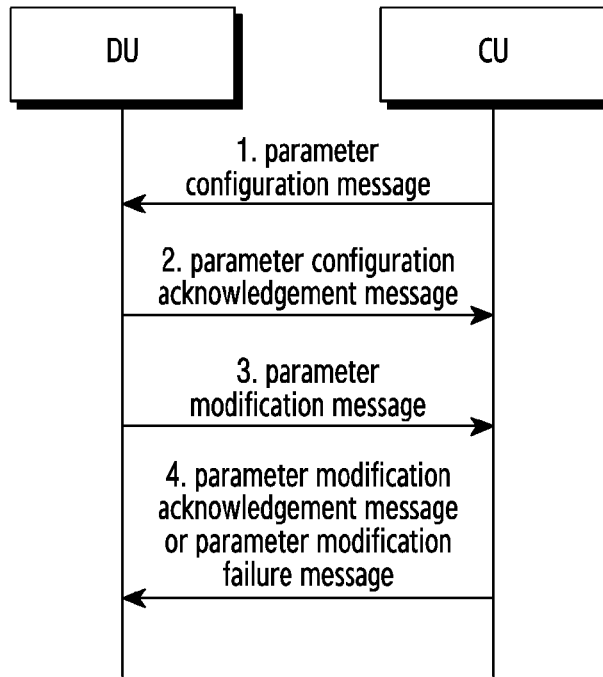 DU
CU
1. parameter
configuration message
2. parameter configuration
acknowledgement message
3. parameter
modification message
4. parameter modification
acknowledgement message
or parameter modification
failure message